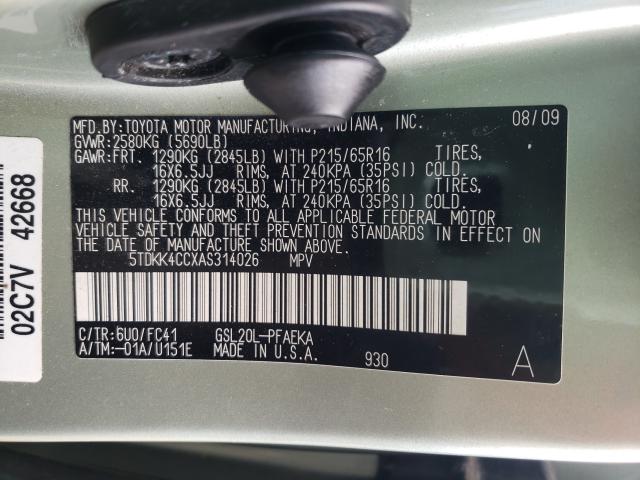 MFD.BY:TOYOTA MOTOR MANUFACTURING, INDIANA, INC. 08/09
GVWR:2580KG (5690LB)
GAWR:FRT. 1290KG (2845LB) WITH P215/65R16 TIRES,
16X6.5JJ RIMS, AT 240KPA (35PSI) COLD.
RR. 1290KG (2845LB) WITH P215/65R16 TIRES,
16X6.5JJ RIMS, AT 240KPA (35PSI) COLD.
THIS VEHICLE CONFORMS TO ALL APPLICABLE FEDERAL MOTOR
VEHICLE SAFETY AND THEFT PREVENTION STANDARDS IN EFFECT ON
THE DATE OF MANUFACTURE SHOWN ABOVE.
5TDKK4CCXAS314026 MPV
C/TR:6U0/FC41 GSL20L-PFAEKA
A/TM:-01A/U151E MADE IN U.S.A. 930 A
02C7V 42668